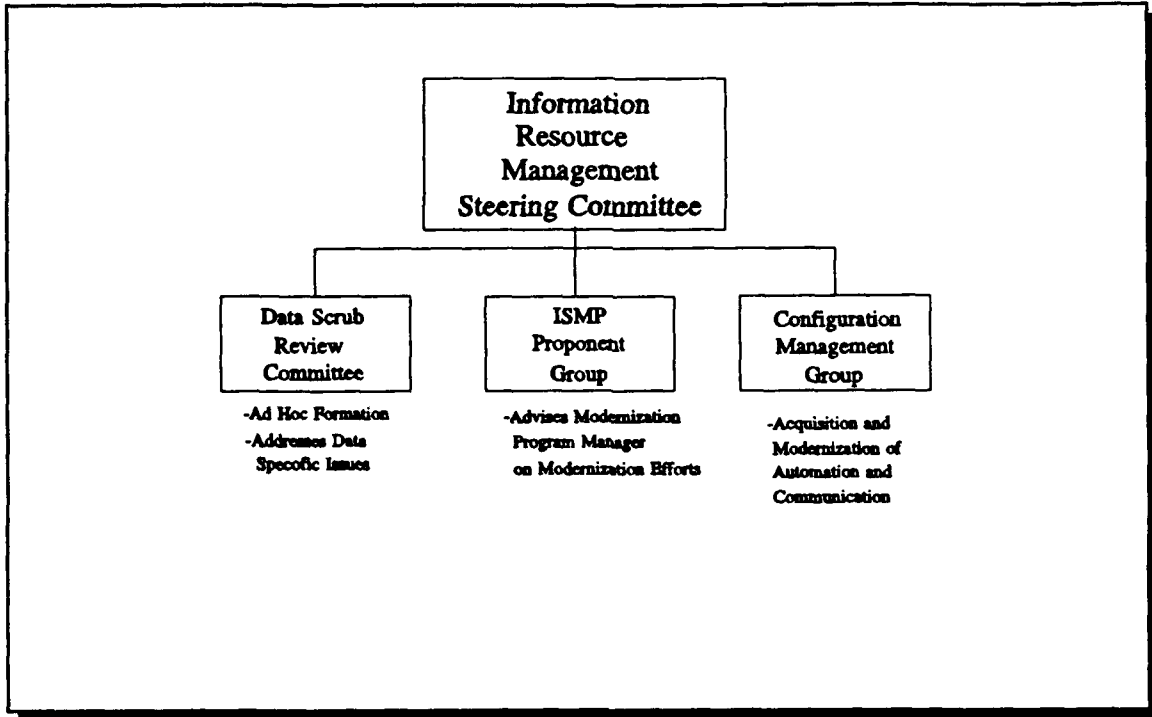 Information
Resource
Management
Steering Committee
Data Scrub
Review
Committee
-Ad Hoc Formation
-Addresses Data
Specofic Issues
ISMP
Proponent
Group
-Advises Modernization
Program Manager
on Modernization Efforts
Configuration
Management
Group
-Acquisition and
Modernization of
Automation and
Communication